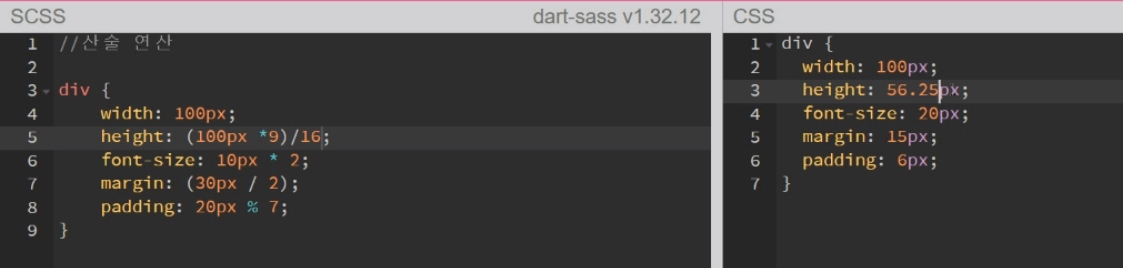 SCSS dart-sass v1.32.12
1 //산술 연산
2
3 div {
4 width: 100px;
5 height: (100px *9)/16;
6 font-size: 10px * 2;
7 margin: (30px / 2);
8 padding: 20px % 7;
9 }
CSS
1 div {
2 width: 100px;
3 height: 56.25px;
4 font-size: 20px;
5 margin: 15px;
6 padding: 6px;
7 }